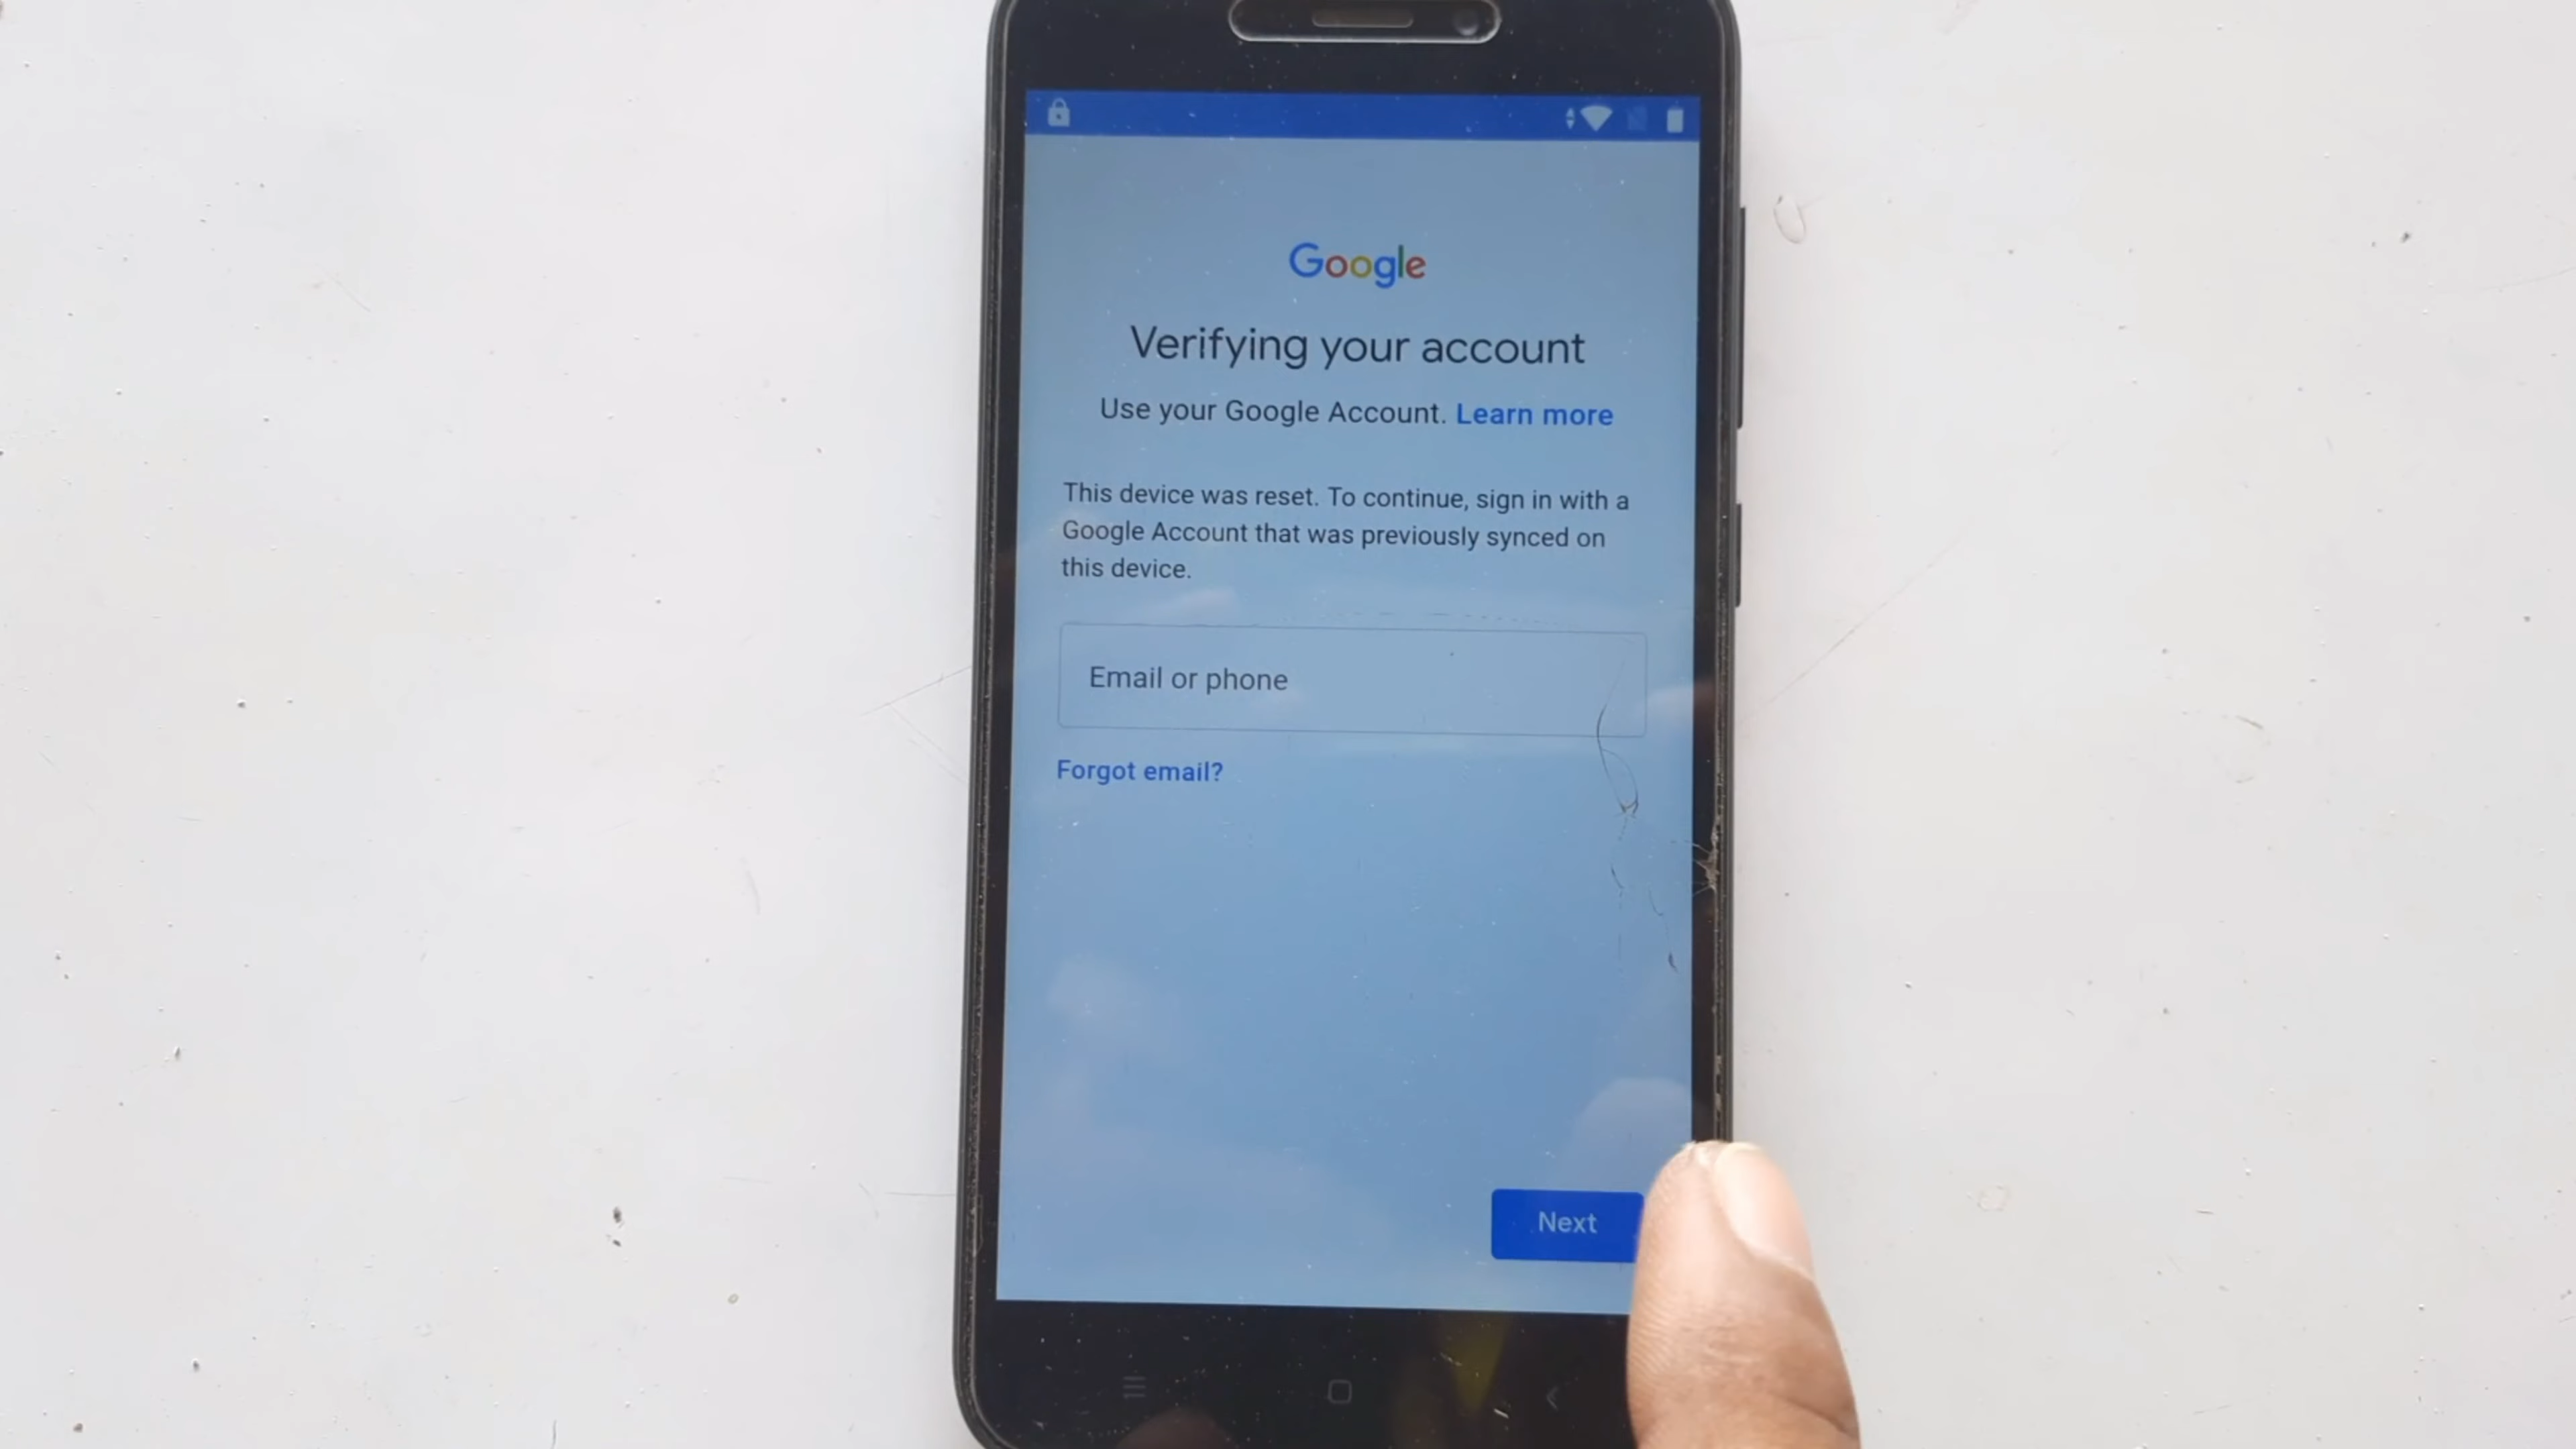 Google
Verifying your account
Use your Google Account. Learn more
This device was reset. To continue, sign in with a
Google Account that was previously synced on
this device.
Email or phone
Forgot email?
Next